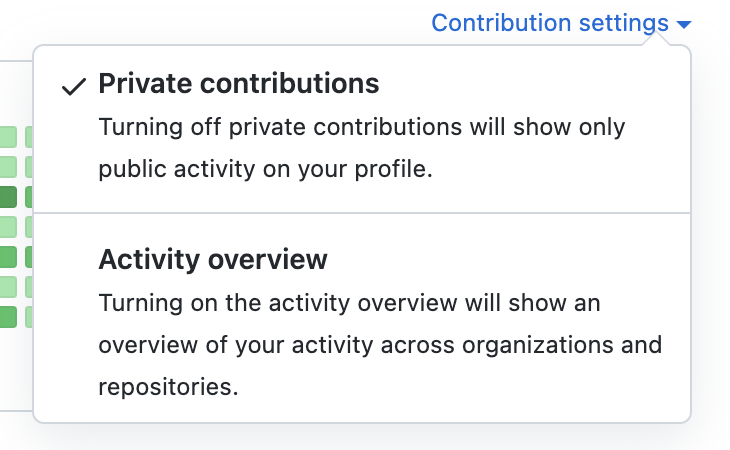 Contribution settings
Private contributions
Turning off private contributions will show only
public activity on your profile.
Activity overview
Turning on the activity overview will show an
overview of your activity across organizations and
repositories.